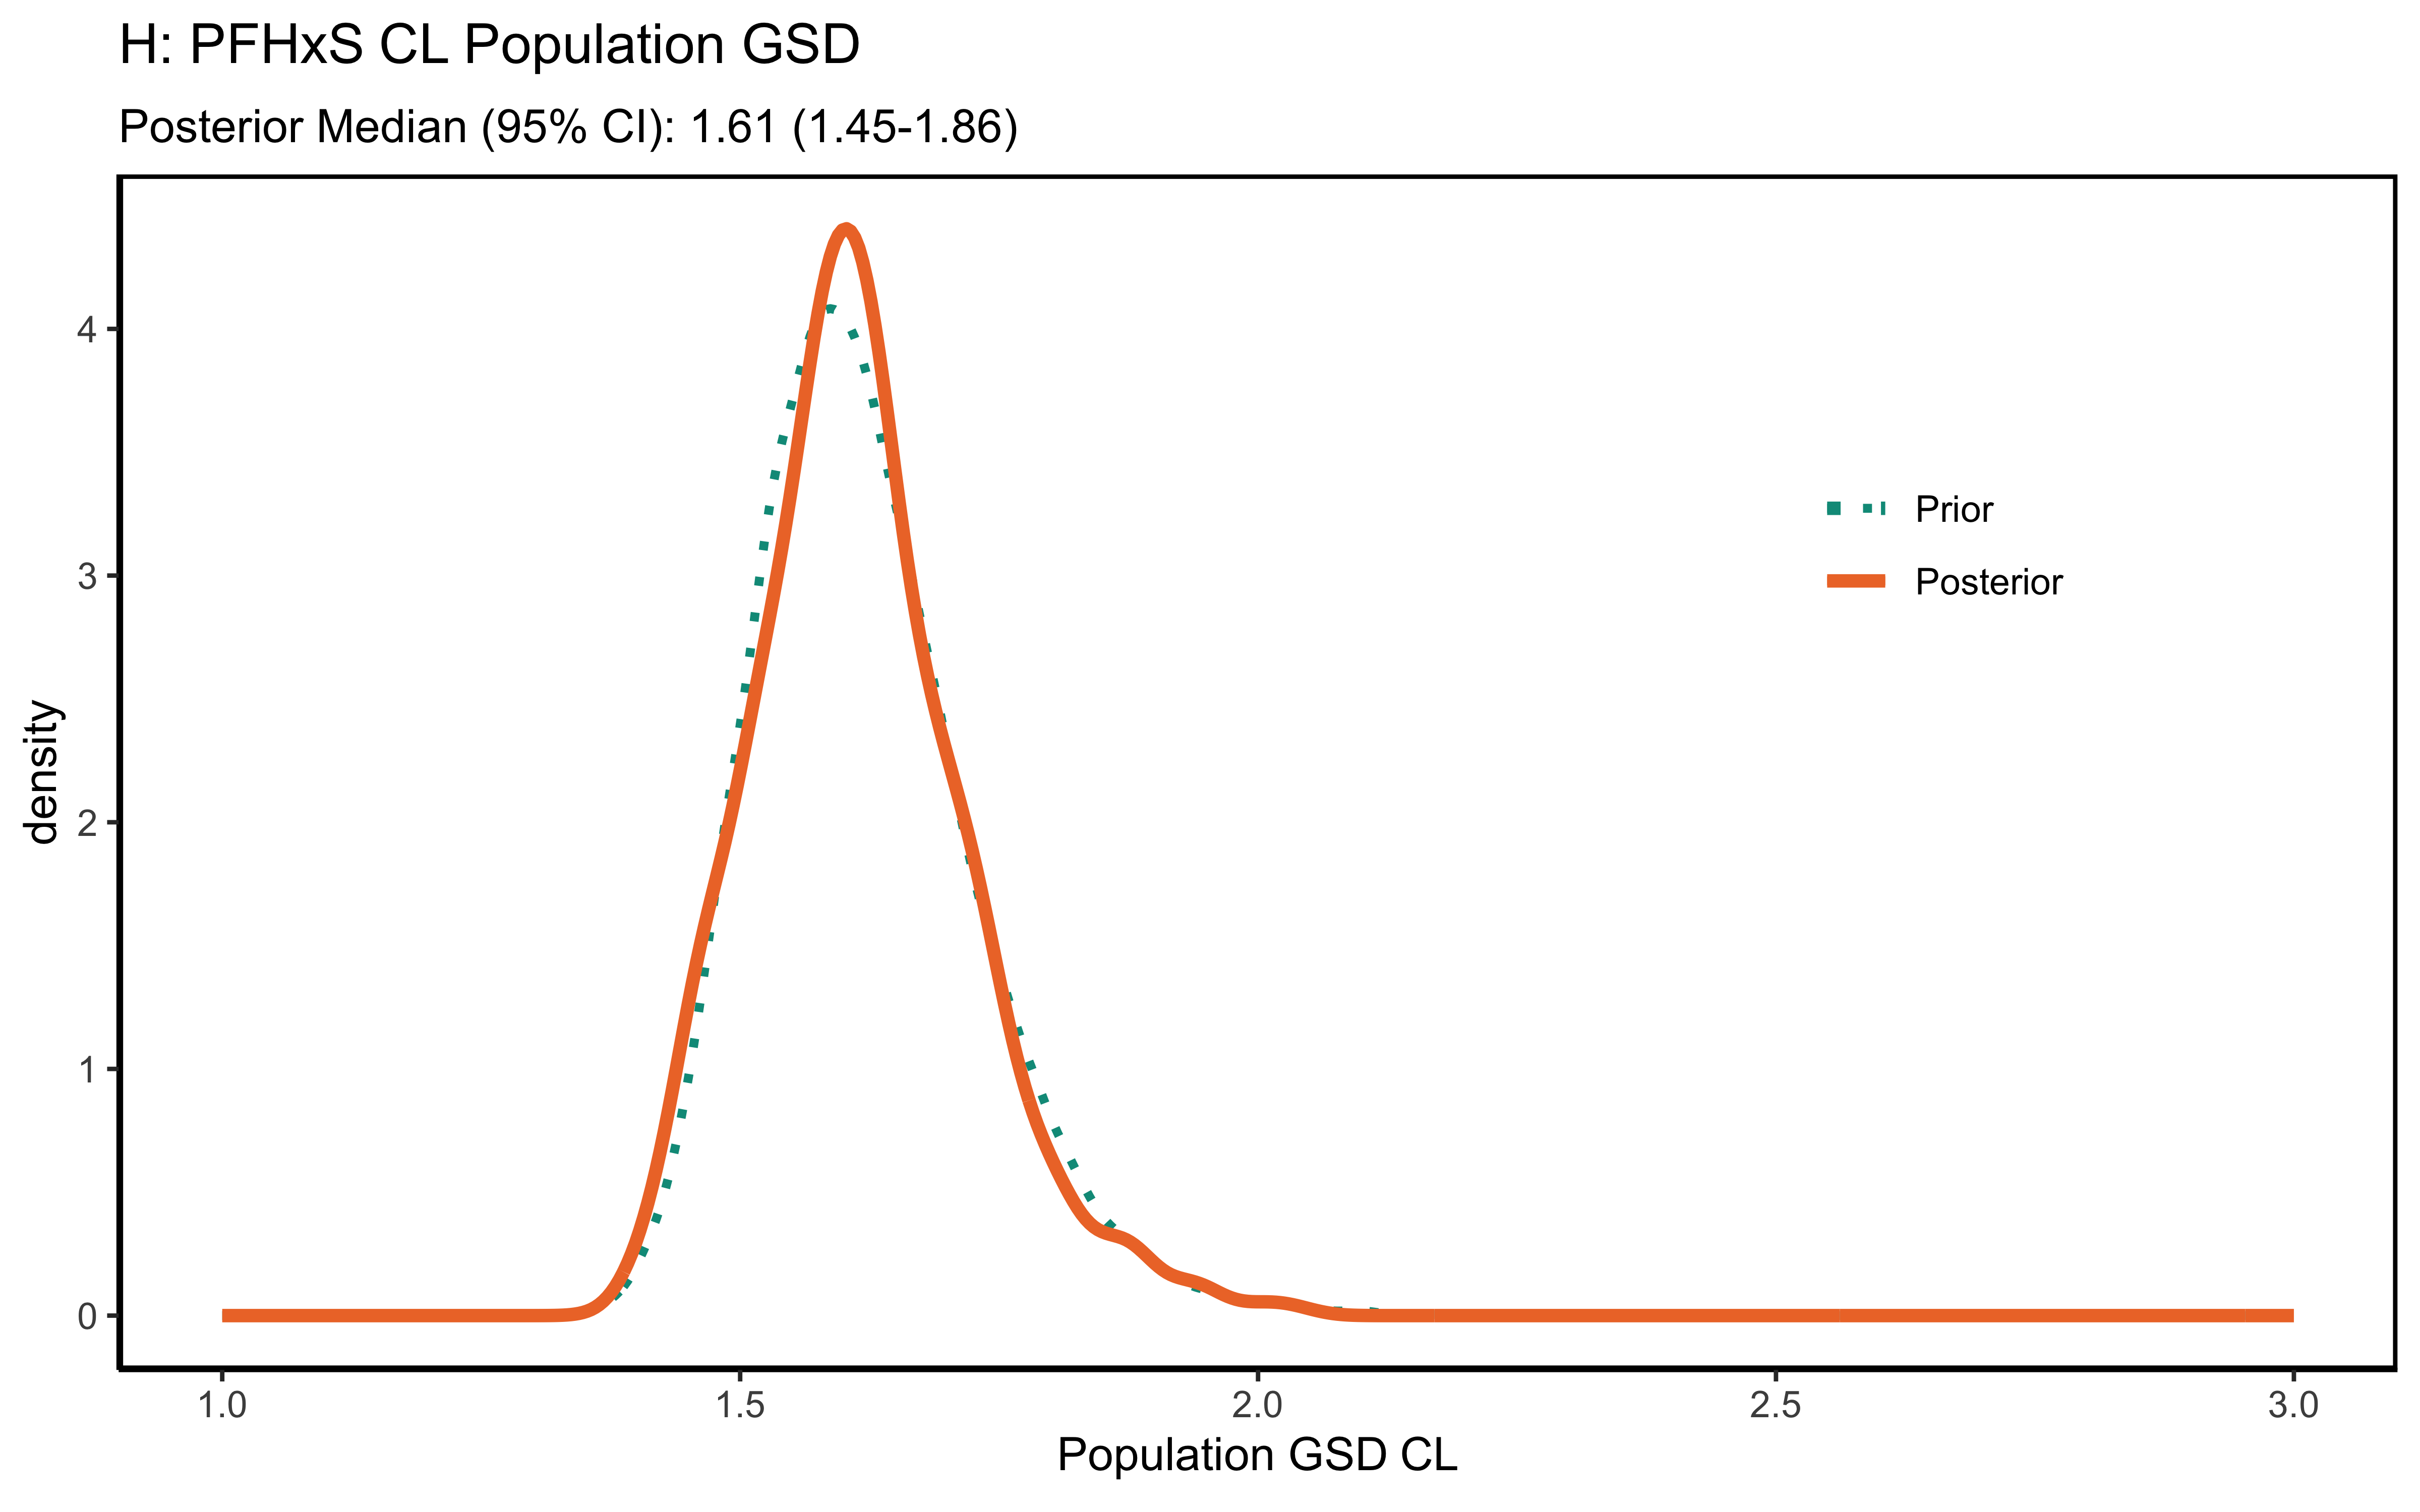 H: PFHxS CL Population GSD
Posterior Median (95% CI): 1.61 (1.45-1.86)
4
3
2
1
0
density
Prior
Posterior
1.0 1.5 2.0 2.5 3.0
Population GSD CL